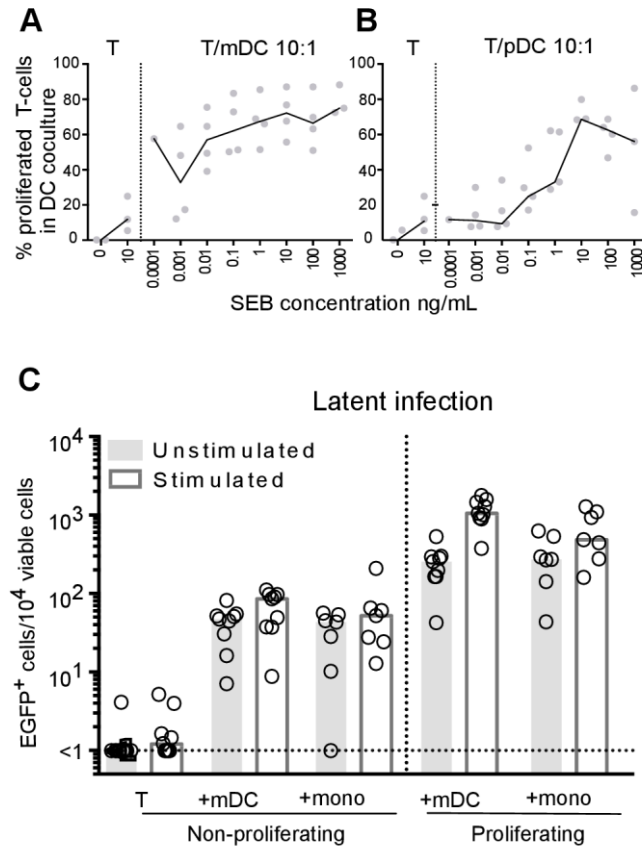 A
B
T
T/mDC 10:1
T
T/pDC 10:1
% proliferated T-cells
in DC coculture
100
80
60
40
20
0
0
10
0.0001
0.001
0.01
0.1
1
10
100
1000
100
80
60
40
20
0
0
10
0.0001
0.001
0.01
0.1
1
10
100
1000
SEB concentration ng/mL
C
Latent infection
EGFP+ cells/10⁴ viable cells
10⁴
10³
10²
10¹
<1
Unstimulated
Stimulated
T
+mDC
+mono
+mDC
+mono
Non-proliferating
Proliferating